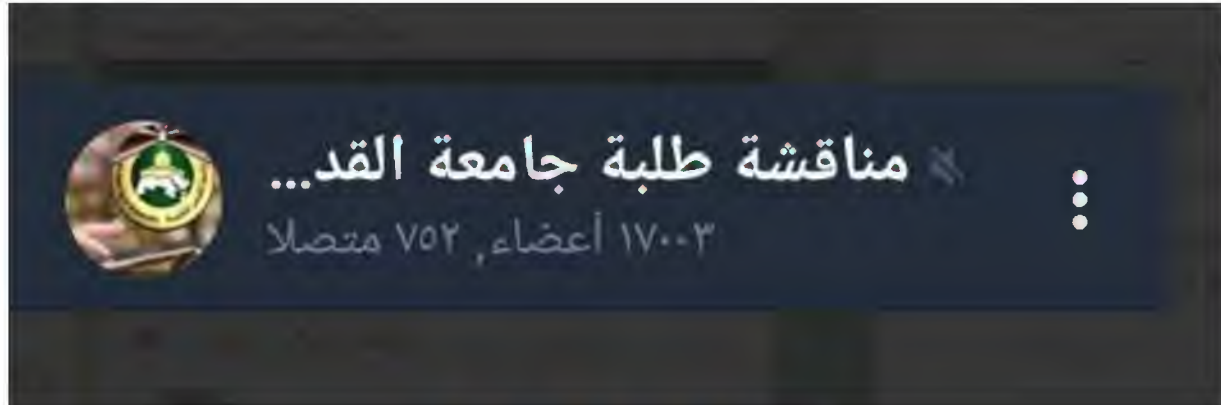 مناقشة طلبة جامعة القد...
١٧٠٠٣ أعضاء, ٧٥٢ متصلا